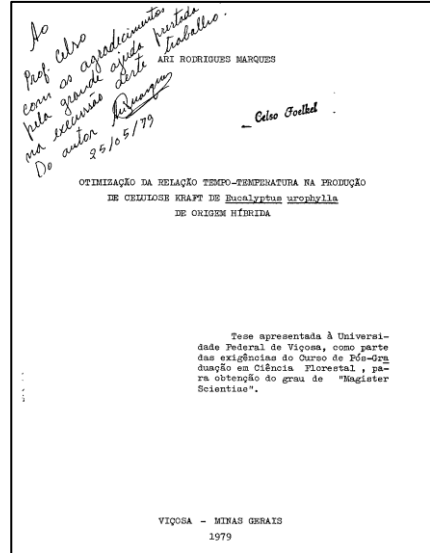 Ao
Prof. Celso
com os agradecimentos
pela grande ajuda prestada
na execussão deste trabalho.
Do autor
25/05/79
ARI RODRIGUES MARQUES
Celso Foelkel
OTIMIZAÇÃO DA RELAÇÃO TEMPO-TEMPERATURA NA PRODUÇÃO
DE CELULOSE KRAFT DE Eucalyptus urophylla
DE ORIGEM HÍBRIDA
Tese apresentada à Universi-
dade Federal de Viçosa, como parte
das exigências do Curso de Pós-Gra
duação em Ciência Florestal , pa-
ra obtenção do grau de "Magister
Scientiae".
VIÇOSA - MINAS GERAIS
1979